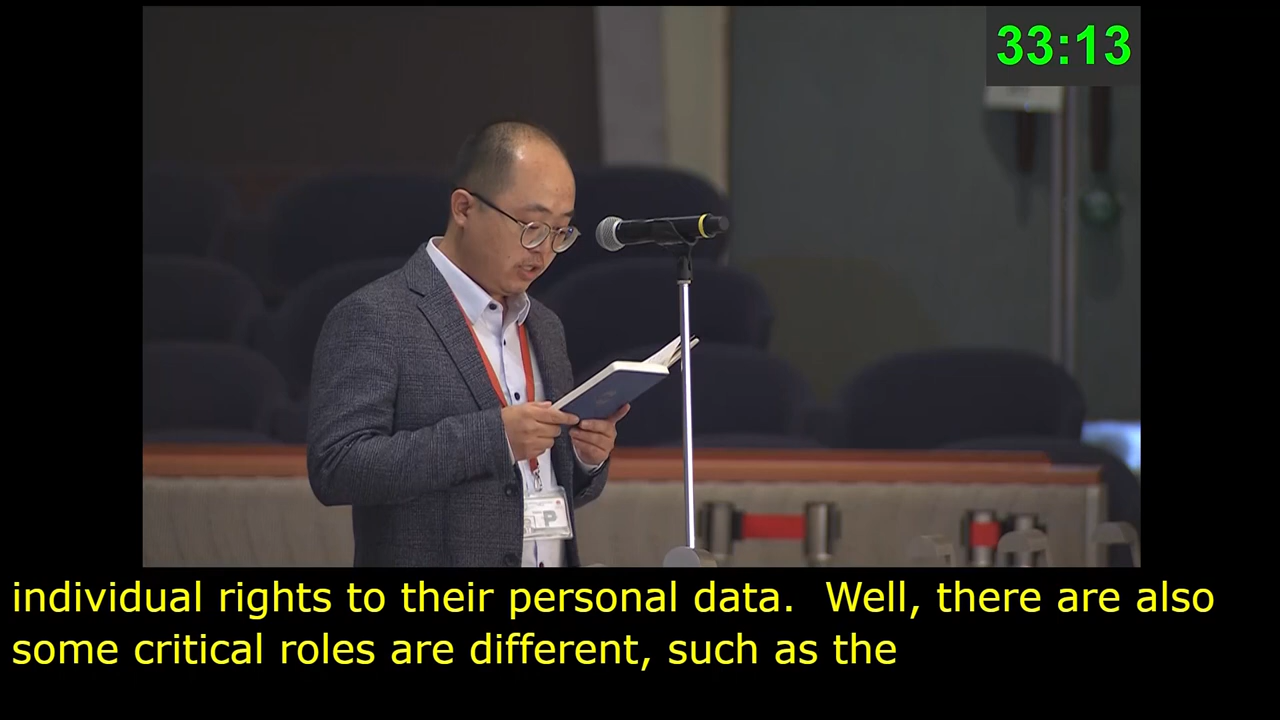 33:13
P
individual rights to their personal data.  Well, there are also
some critical roles are different, such as the